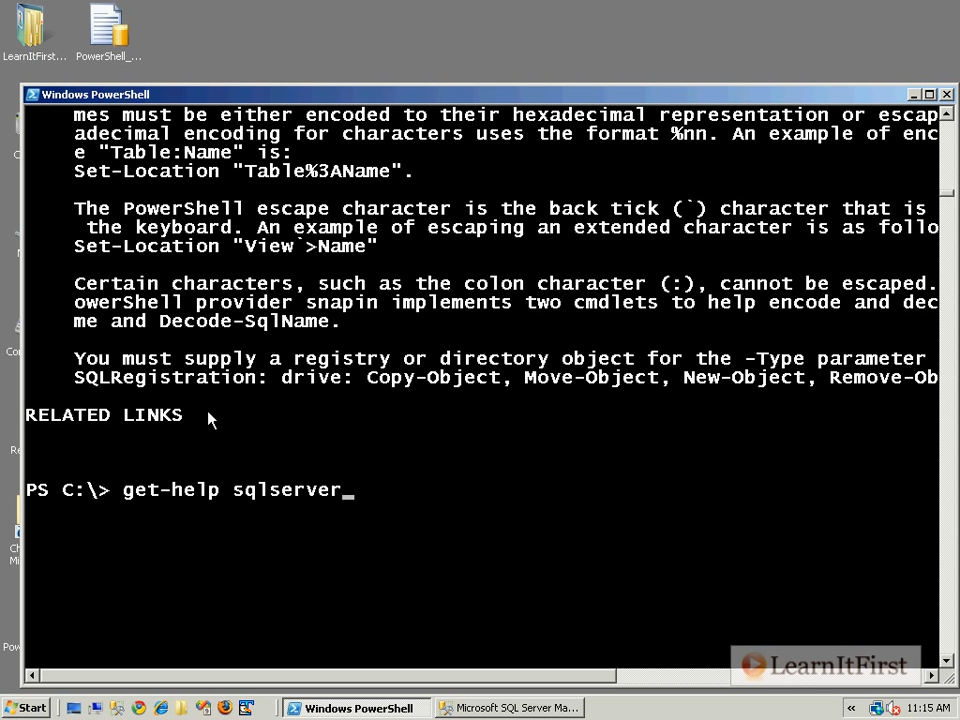 LearnItFirst...
PowerShell_...
Windows PowerShell
mes must be either encoded to their hexadecimal representation or escap
adecimal encoding for characters uses the format %nn. An example of enc
e "Table:Name" is:
Set-Location "Table%3AName".
The PowerShell escape character is the back tick (`) character that is
the keyboard. An example of escaping an extended character is as follo
Set-Location "View`>Name"
Certain characters, such as the colon character (:), cannot be escaped.
owerShell provider snapin implements two cmdlets to help encode and dec
me and Decode-SqlName.
You must supply a registry or directory object for the -Type parameter
SQLRegistration: drive: Copy-Object, Move-Object, New-Object, Remove-Ob
RELATED LINKS
PS C:\> get-help sqlserver_
LearnItFirst
Start
Windows PowerShell
Microsoft SQL Server Ma...
«
11:15 AM